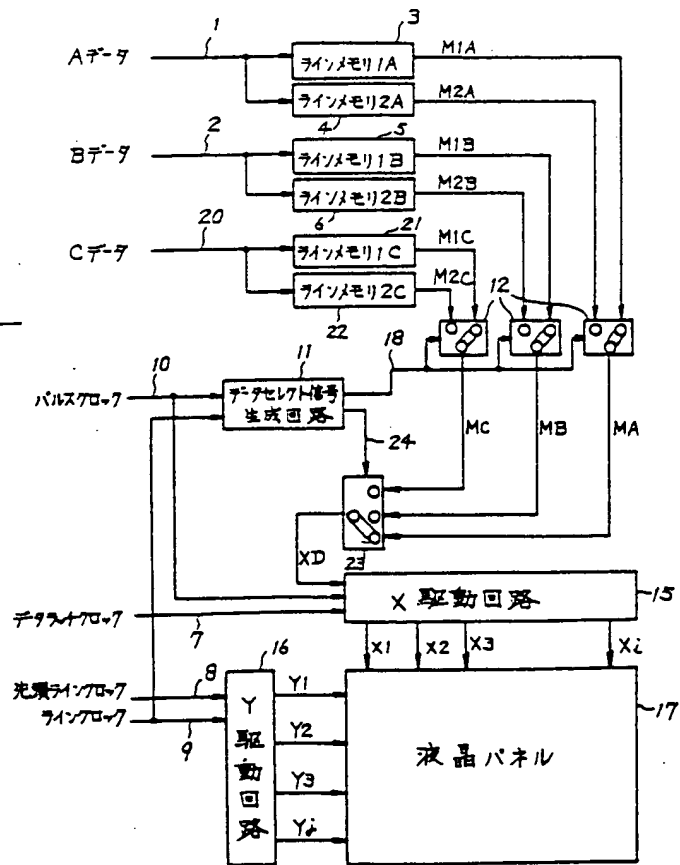 1
3
Aデータ
ラインメモリ1A
M1A
ラインメモリ2A
M2A
4
2
5
Bデータ
ラインメモリ1B
M1B
ラインメモリ2B
M2B
6
20
21
Cデータ
ラインメモリ1C
M1C
ラインメモリ2C
M2C
22
12
18
10
11
パルスクロック
データセレクト信号
生成回路
24
MC
MB
MA
XD
23
X駆動回路
15
データラッチクロック
7
X1
X2
X3
Xi
16
先頭ラインクロック
8
ラインクロック
9
Y駆動回路
Y1
Y2
Y3
Yj
液晶パネル
17